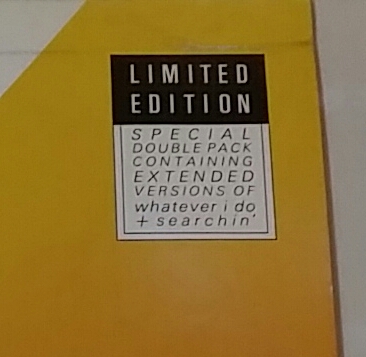 LIMITED
EDITION
SPECIAL
DOUBLE PACK
CONTAINING
EXTENDED
VERSIONS OF
whatever i do
+ searchin'